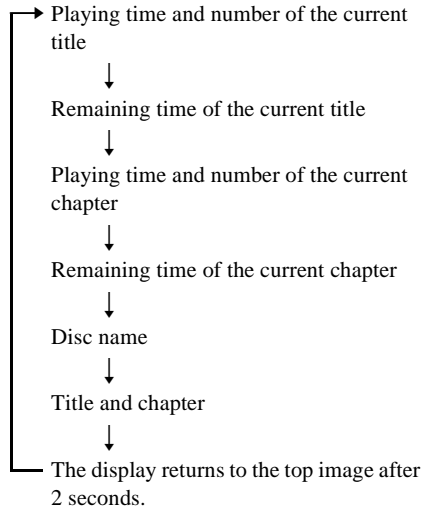 Playing time and number of the current
title
Remaining time of the current title
Playing time and number of the current
chapter
Remaining time of the current chapter
Disc name
Title and chapter
The display returns to the top image after
2 seconds.